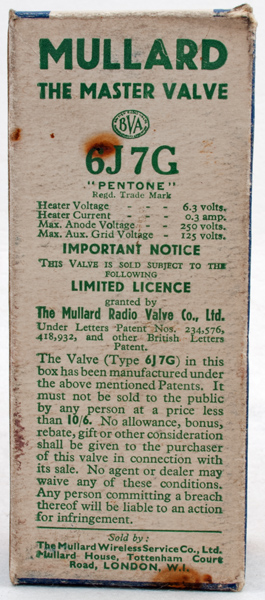 MULLARD
THE MASTER VALVE
BVA
6J7G
"PENTONE"
Regd. Trade Mark
Heater Voltage - - - 6.3 volts.
Heater Current - - 0.3 amp.
Max. Anode Voltage - 250 volts.
Max. Aux. Grid Voltage - 125 volts.
IMPORTANT NOTICE
THIS VALVE IS SOLD SUBJECT TO THE
FOLLOWING
LIMITED LICENCE
granted by
The Mullard Radio Valve Co., Ltd.
Under Letters Patent Nos. 234,576,
418,932, and other British Letters
Patent.
The Valve (Type 6J7G) in this
box has been manufactured under
the above mentioned Patents. It
must not be sold to the public
by any person at a price less
than 10/6. No allowance, bonus,
rebate, gift or other consideration
shall be given to the purchaser
of this valve in connection with
its sale. No agent or dealer may
waive any of these conditions.
Any person committing a breach
thereof will be liable to an action
for infringement.
Sold by:
The Mullard Wireless Service Co., Ltd.
Mullard House, Tottenham Court
Road, LONDON, W.1.